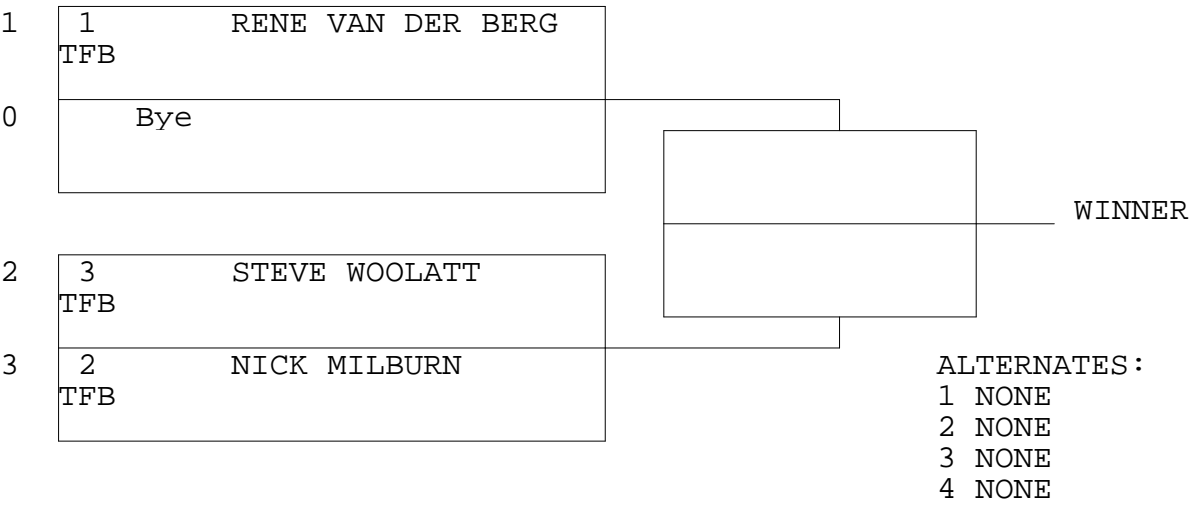 1 1 RENE VAN DER BERG
TFB
0 Bye
WINNER
2 3 STEVE WOOLATT
TFB
3 2 NICK MILBURN
TFB
ALTERNATES:
1 NONE
2 NONE
3 NONE
4 NONE